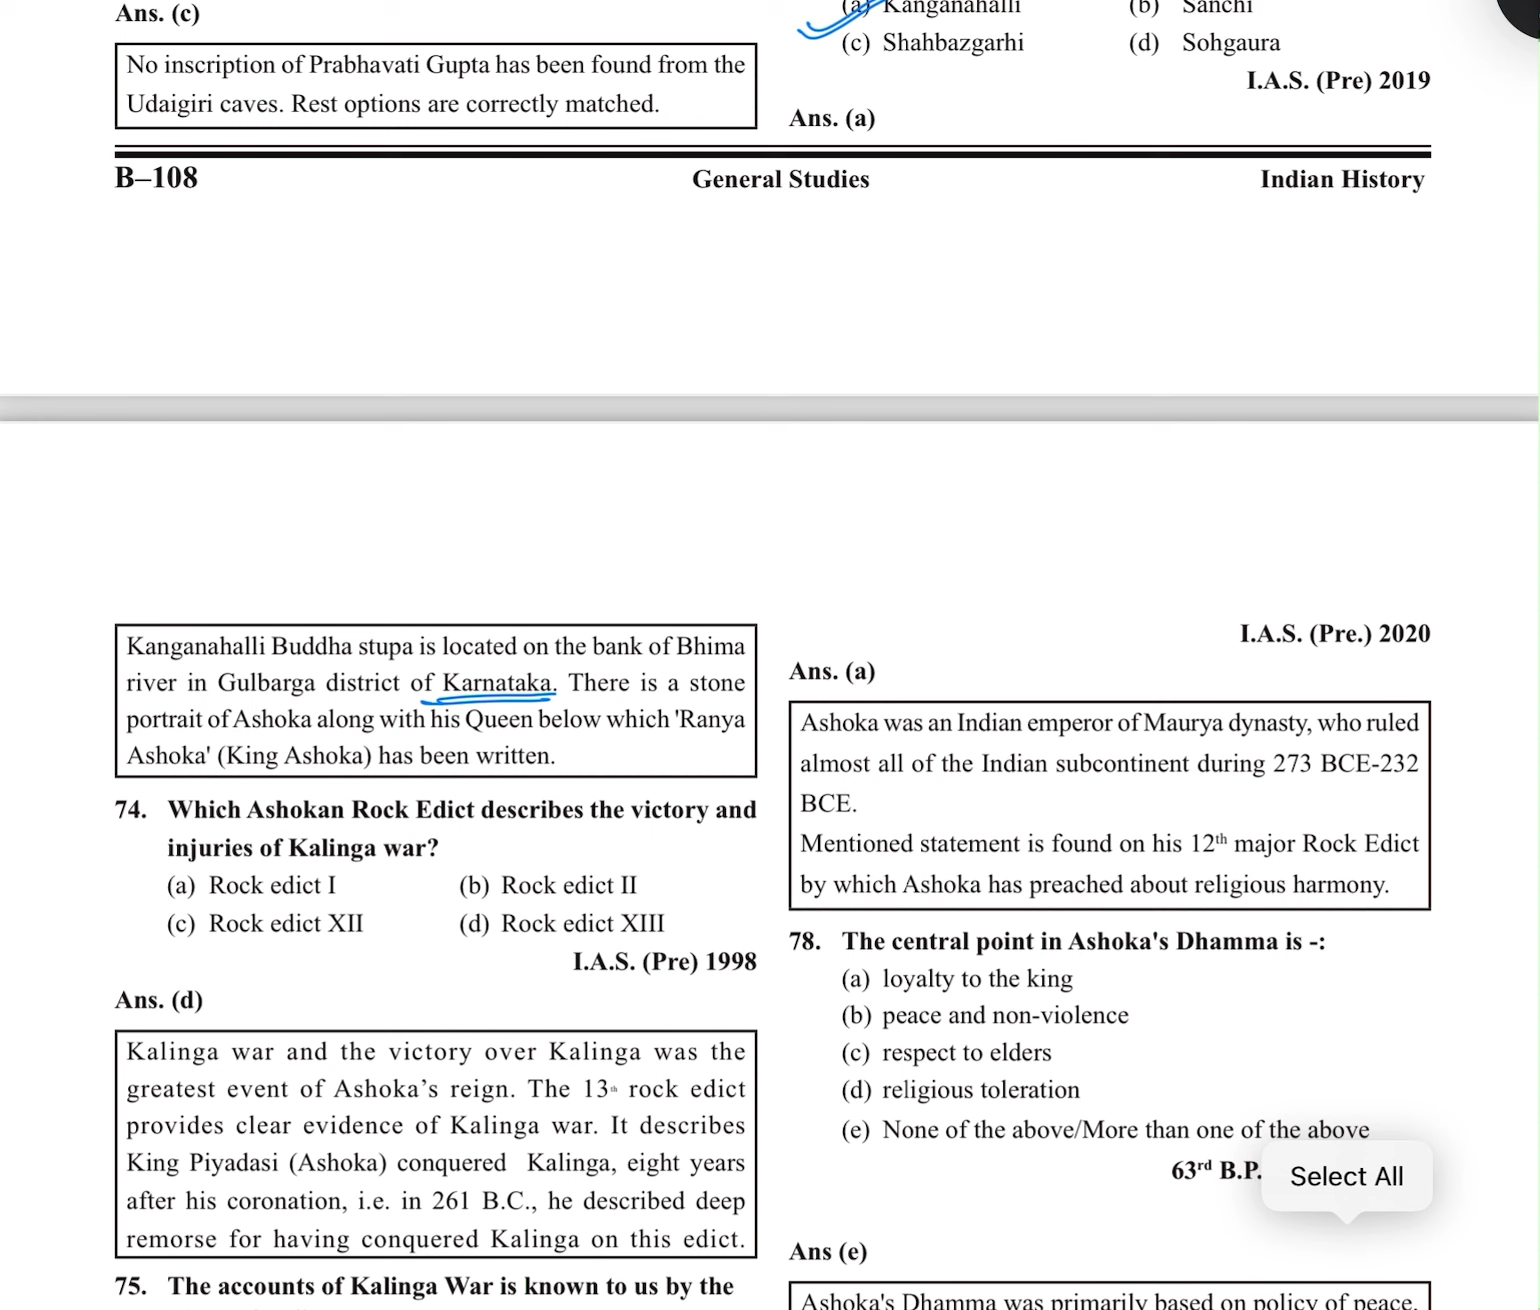 Ans. (c)
No inscription of Prabhavati Gupta has been found from the
Udaigiri caves. Rest options are correctly matched.
(a) Kanganahalli (b) Sanchi
(c) Shahbazgarhi (d) Sohgaura
I.A.S. (Pre) 2019
Ans. (a)
B–108 General Studies Indian History
Kanganahalli Buddha stupa is located on the bank of Bhima
river in Gulbarga district of Karnataka. There is a stone
portrait of Ashoka along with his Queen below which 'Ranya
Ashoka' (King Ashoka) has been written.
74. Which Ashokan Rock Edict describes the victory and
injuries of Kalinga war?
(a) Rock edict I (b) Rock edict II
(c) Rock edict XII (d) Rock edict XIII
I.A.S. (Pre) 1998
Ans. (d)
Kalinga war and the victory over Kalinga was the
greatest event of Ashoka’s reign. The 13th rock edict
provides clear evidence of Kalinga war. It describes
King Piyadasi (Ashoka) conquered Kalinga, eight years
after his coronation, i.e. in 261 B.C., he described deep
remorse for having conquered Kalinga on this edict.
75. The accounts of Kalinga War is known to us by the
I.A.S. (Pre.) 2020
Ans. (a)
Ashoka was an Indian emperor of Maurya dynasty, who ruled
almost all of the Indian subcontinent during 273 BCE-232
BCE.
Mentioned statement is found on his 12th major Rock Edict
by which Ashoka has preached about religious harmony.
78. The central point in Ashoka's Dhamma is -:
(a) loyalty to the king
(b) peace and non-violence
(c) respect to elders
(d) religious toleration
(e) None of the above/More than one of the above
63rd B.P.
Select All
Ans (e)
Ashoka's Dhamma was primarily based on policy of peace,